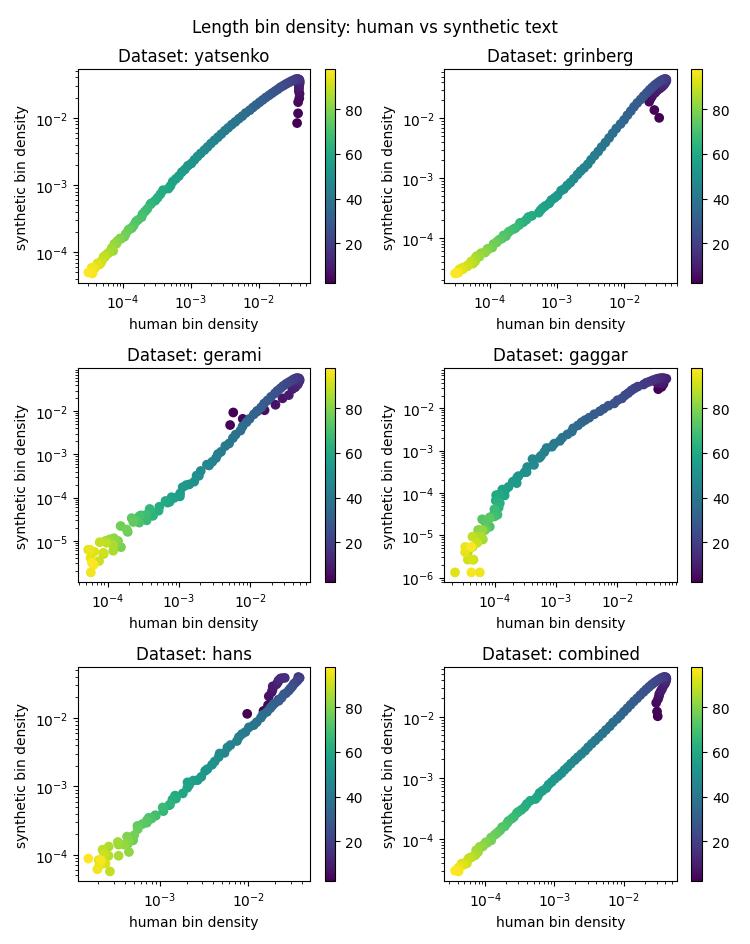 Length bin density: human vs synthetic text
Dataset: yatsenko
synthetic bin density
10⁻²
10⁻³
10⁻⁴
10⁻⁴ 10⁻³ 10⁻²
human bin density
80
60
40
20
Dataset: grinberg
synthetic bin density
10⁻²
10⁻³
10⁻⁴
10⁻⁴ 10⁻³ 10⁻²
human bin density
80
60
40
20
Dataset: gerami
synthetic bin density
10⁻²
10⁻³
10⁻⁴
10⁻⁵
10⁻⁴ 10⁻³ 10⁻²
human bin density
80
60
40
20
Dataset: gaggar
synthetic bin density
10⁻²
10⁻³
10⁻⁴
10⁻⁵
10⁻⁶
10⁻⁴ 10⁻³ 10⁻²
human bin density
80
60
40
20
Dataset: hans
synthetic bin density
10⁻²
10⁻³
10⁻⁴
10⁻³ 10⁻²
human bin density
80
60
40
20
Dataset: combined
synthetic bin density
10⁻²
10⁻³
10⁻⁴
10⁻⁴ 10⁻³ 10⁻²
human bin density
80
60
40
20